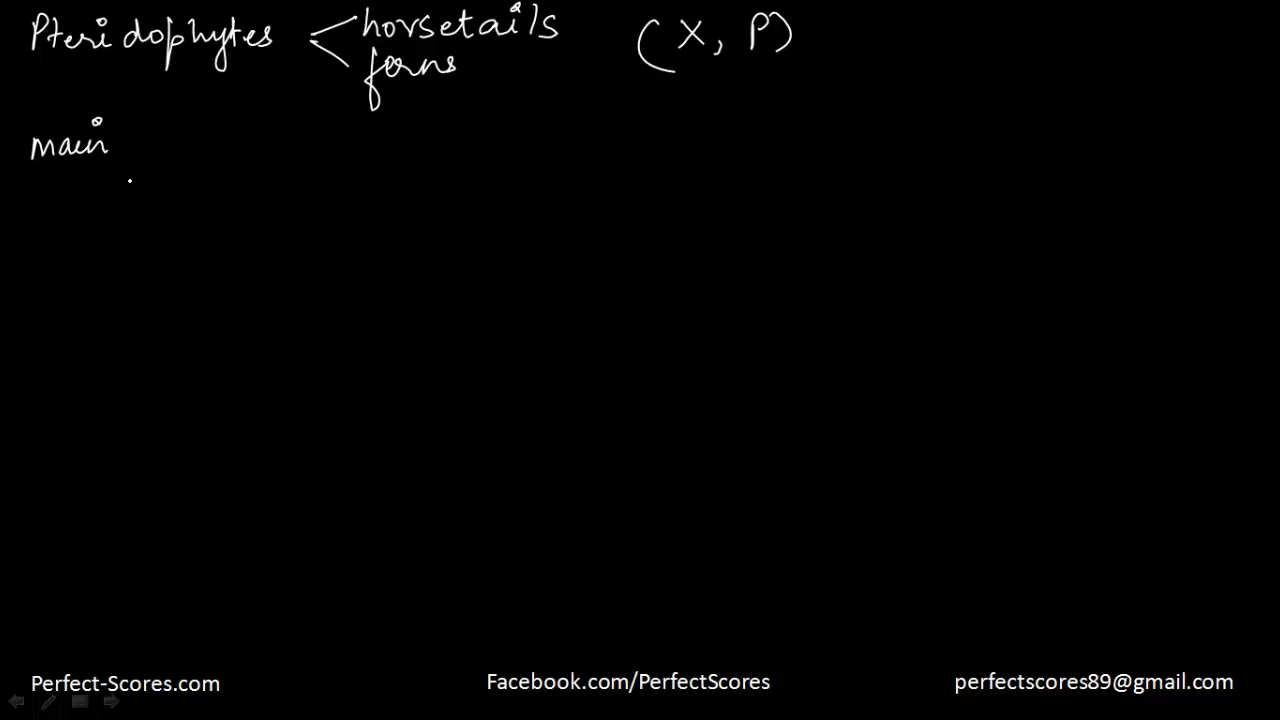 Pteridophytes < horsetails (X, P)
ferns
main
Perfect-Scores.com Facebook.com/PerfectScores perfectscores89@gmail.com